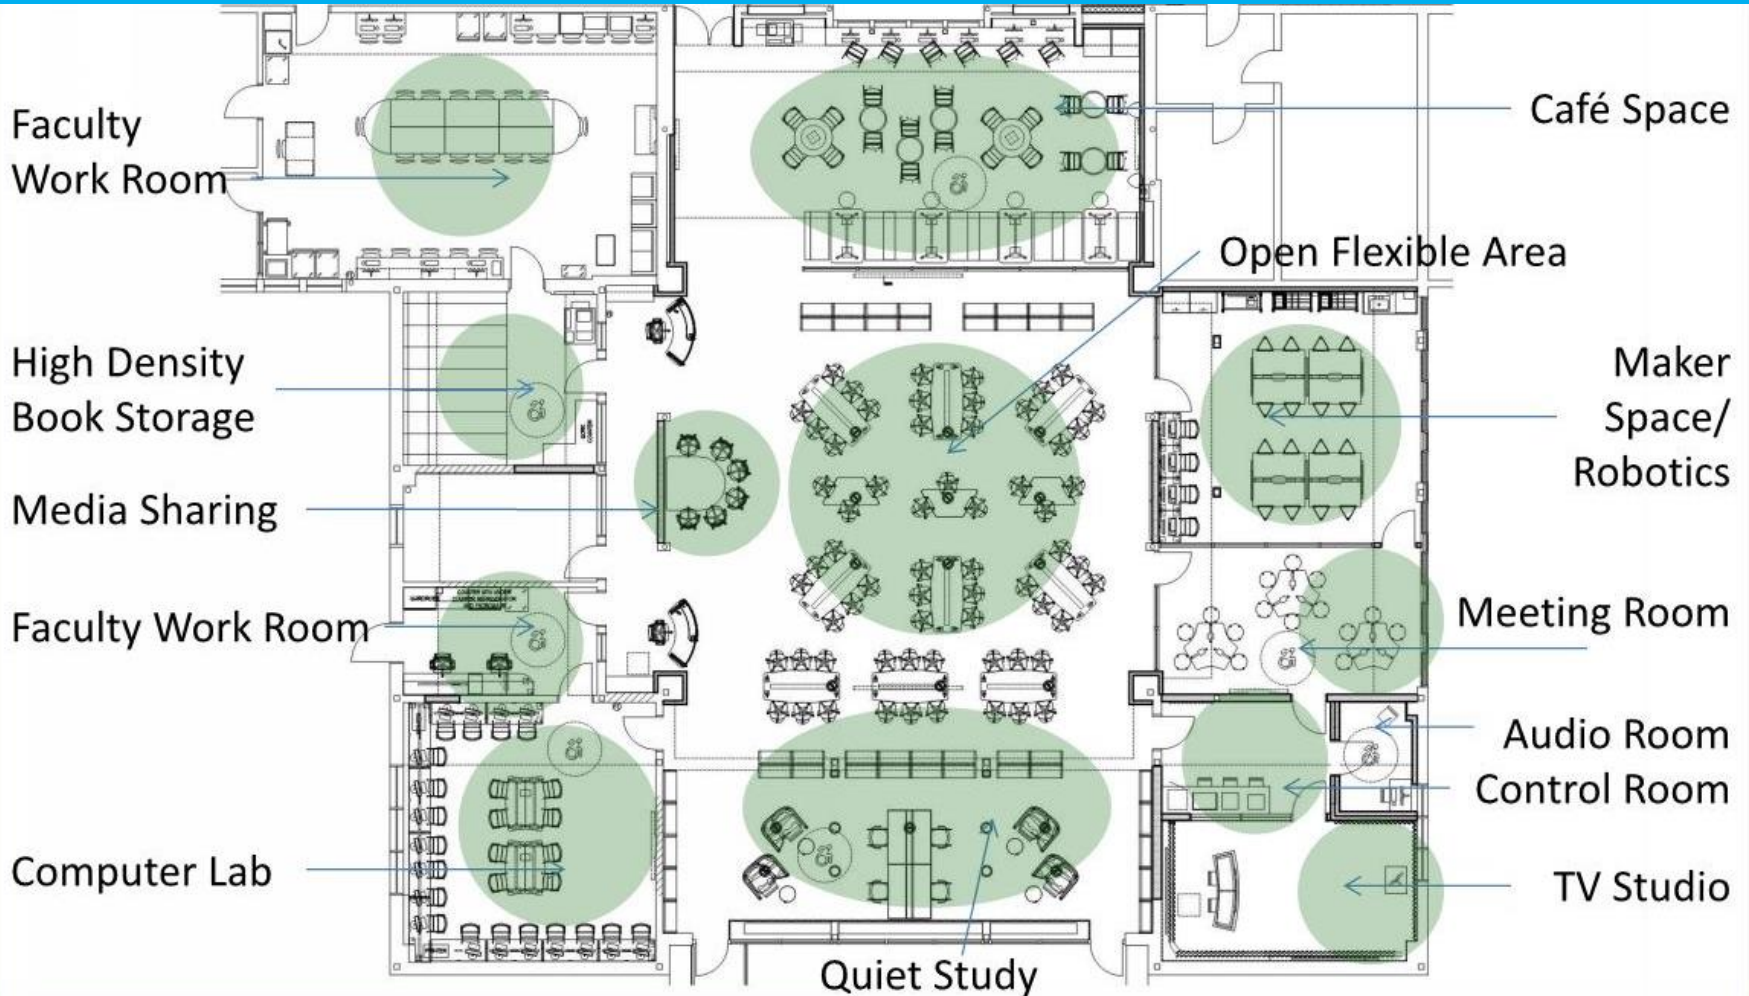 Faculty
Work Room
Café Space
Open Flexible Area
High Density
Book Storage
Maker
Space/
Robotics
Media Sharing
Faculty Work Room
Meeting Room
Audio Room
Control Room
Computer Lab
TV Studio
Quiet Study